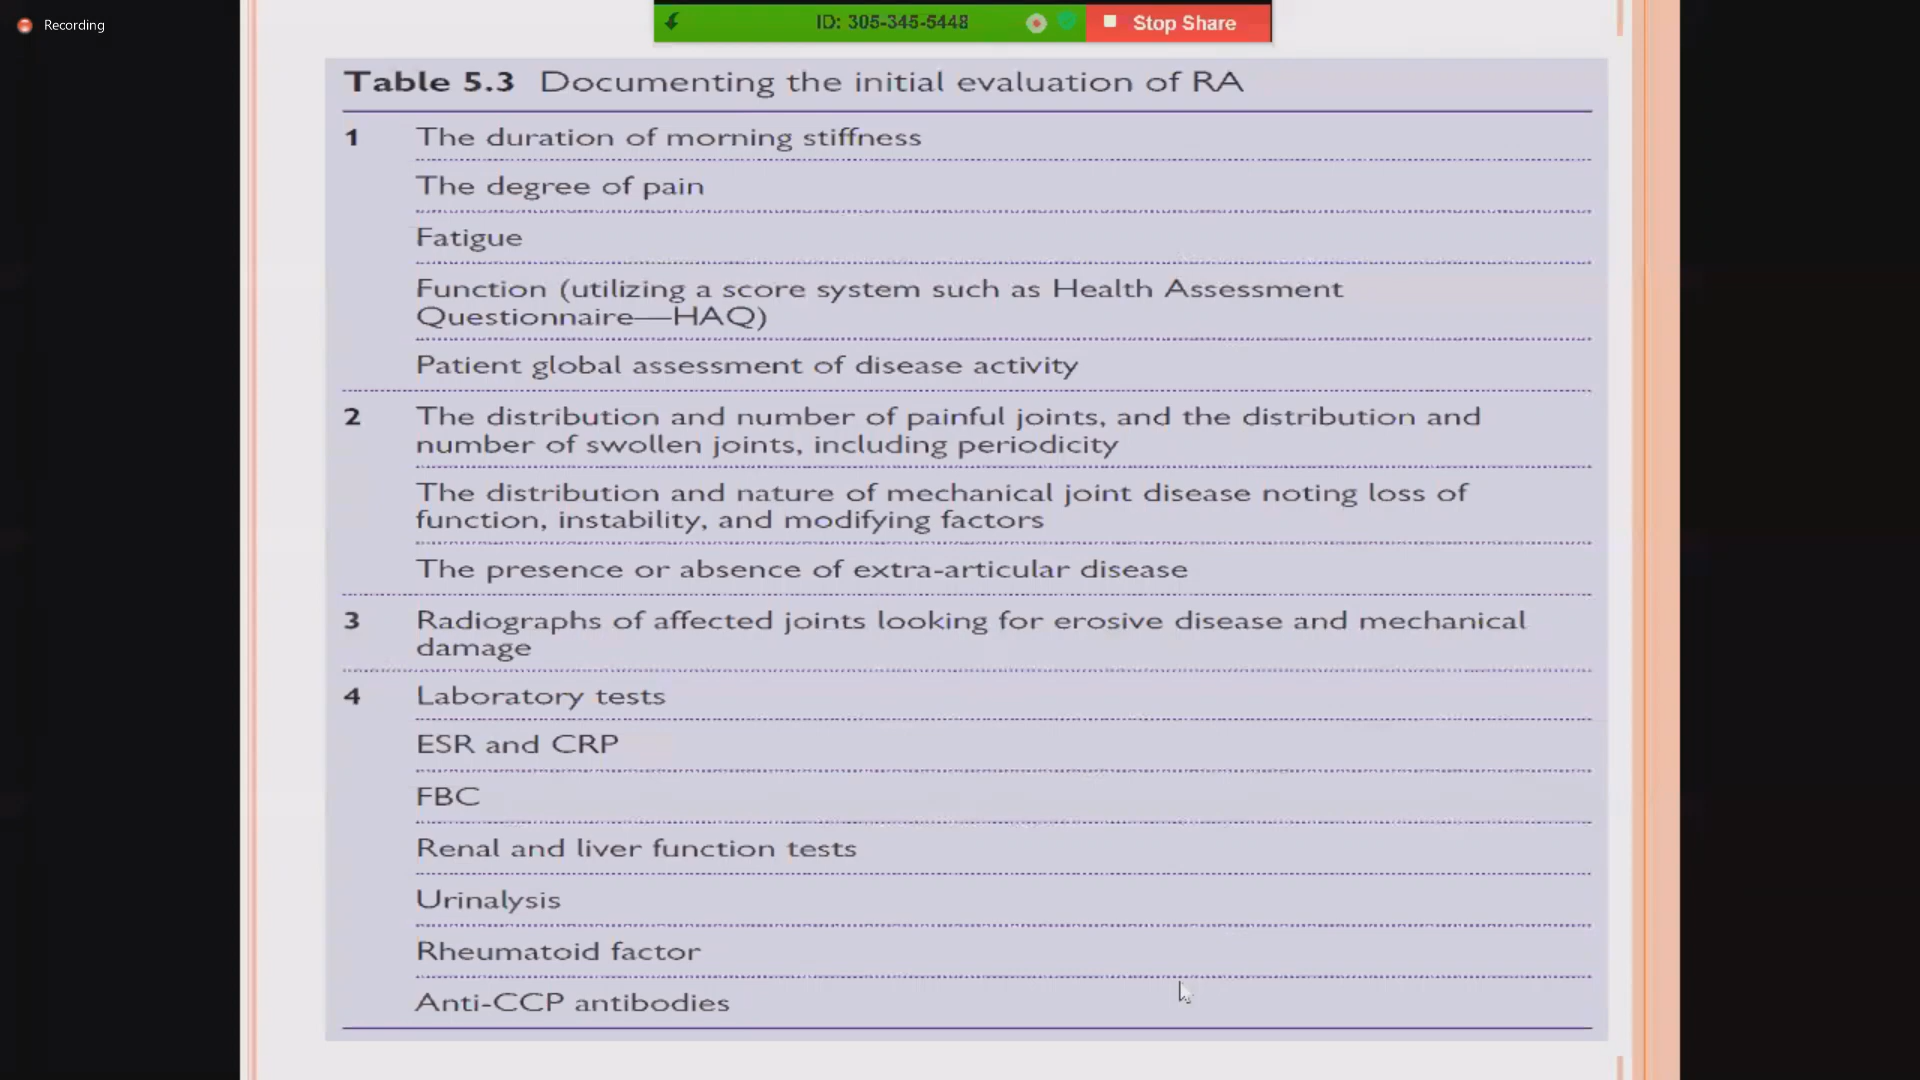 Recording
ID: 305-345-5448
Stop Share
Table 5.3 Documenting the initial evaluation of RA
1 The duration of morning stiffness
The degree of pain
Fatigue
Function (utilizing a score system such as Health Assessment
Questionnaire—HAQ)
Patient global assessment of disease activity
2 The distribution and number of painful joints, and the distribution and
number of swollen joints, including periodicity
The distribution and nature of mechanical joint disease noting loss of
function, instability, and modifying factors
The presence or absence of extra-articular disease
3 Radiographs of affected joints looking for erosive disease and mechanical
damage
4 Laboratory tests
ESR and CRP
FBC
Renal and liver function tests
Urinalysis
Rheumatoid factor
Anti-CCP antibodies